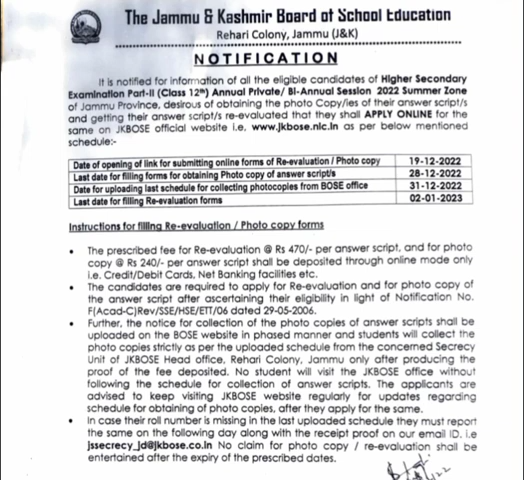 The Jammu & Kashmir Board of School Education
Rehari Colony, Jammu (J&K)
NOTIFICATION
It is notified for information of all the eligible candidates of Higher Secondary
Examination Part-II (Class 12th) Annual Private/ Bi-Annual Session 2022 Summer Zone
of Jammu Province, desirous of obtaining the photo Copy/ies of their answer script/s
and getting their answer script/s re-evaluated that they shall APPLY ONLINE for the
same on JKBOSE official website i.e. www.jkbose.nic.in as per below mentioned
schedule:-
Date of opening of link for submitting online forms of Re-evaluation / Photo copy 19-12-2022
Last date for filling forms for obtaining Photo copy of answer script/s 28-12-2022
Date for uploading last schedule for collecting photocopies from BOSE office 31-12-2022
Last date for filling Re-evaluation forms 02-01-2023
Instructions for filling Re-evaluation / Photo copy forms
• The prescribed fee for Re-evaluation @ Rs 470/- per answer script, and for photo
copy @ Rs 240/- per answer script shall be deposited through online mode only
i.e. Credit/Debit Cards, Net Banking facilities etc.
• The candidates are required to apply for Re-evaluation and for photo copy of
the answer script after ascertaining their eligibility in light of Notification No.
F(Acad-C)Rev/SSE/HSE/ETT/06 dated 29-05-2006.
• Further, the notice for collection of the photo copies of answer scripts shall be
uploaded on the BOSE website in phased manner and students will collect the
photo copies strictly as per the uploaded schedule from the concerned Secrecy
Unit of JKBOSE Head office, Rehari Colony, Jammu only after producing the
proof of the fee deposited. No student will visit the JKBOSE office without
following the schedule for collection of answer scripts. The applicants are
advised to keep visiting JKBOSE website regularly for updates regarding
schedule for obtaining of photo copies, after they apply for the same.
• In case their roll number is missing in the last uploaded schedule they must report
the same on the following day along with the receipt proof on our email ID, i.e
jssecrecy_jd@jkbose.co.in No claim for photo copy / re-evaluation shall be
entertained after the expiry of the prescribed dates.